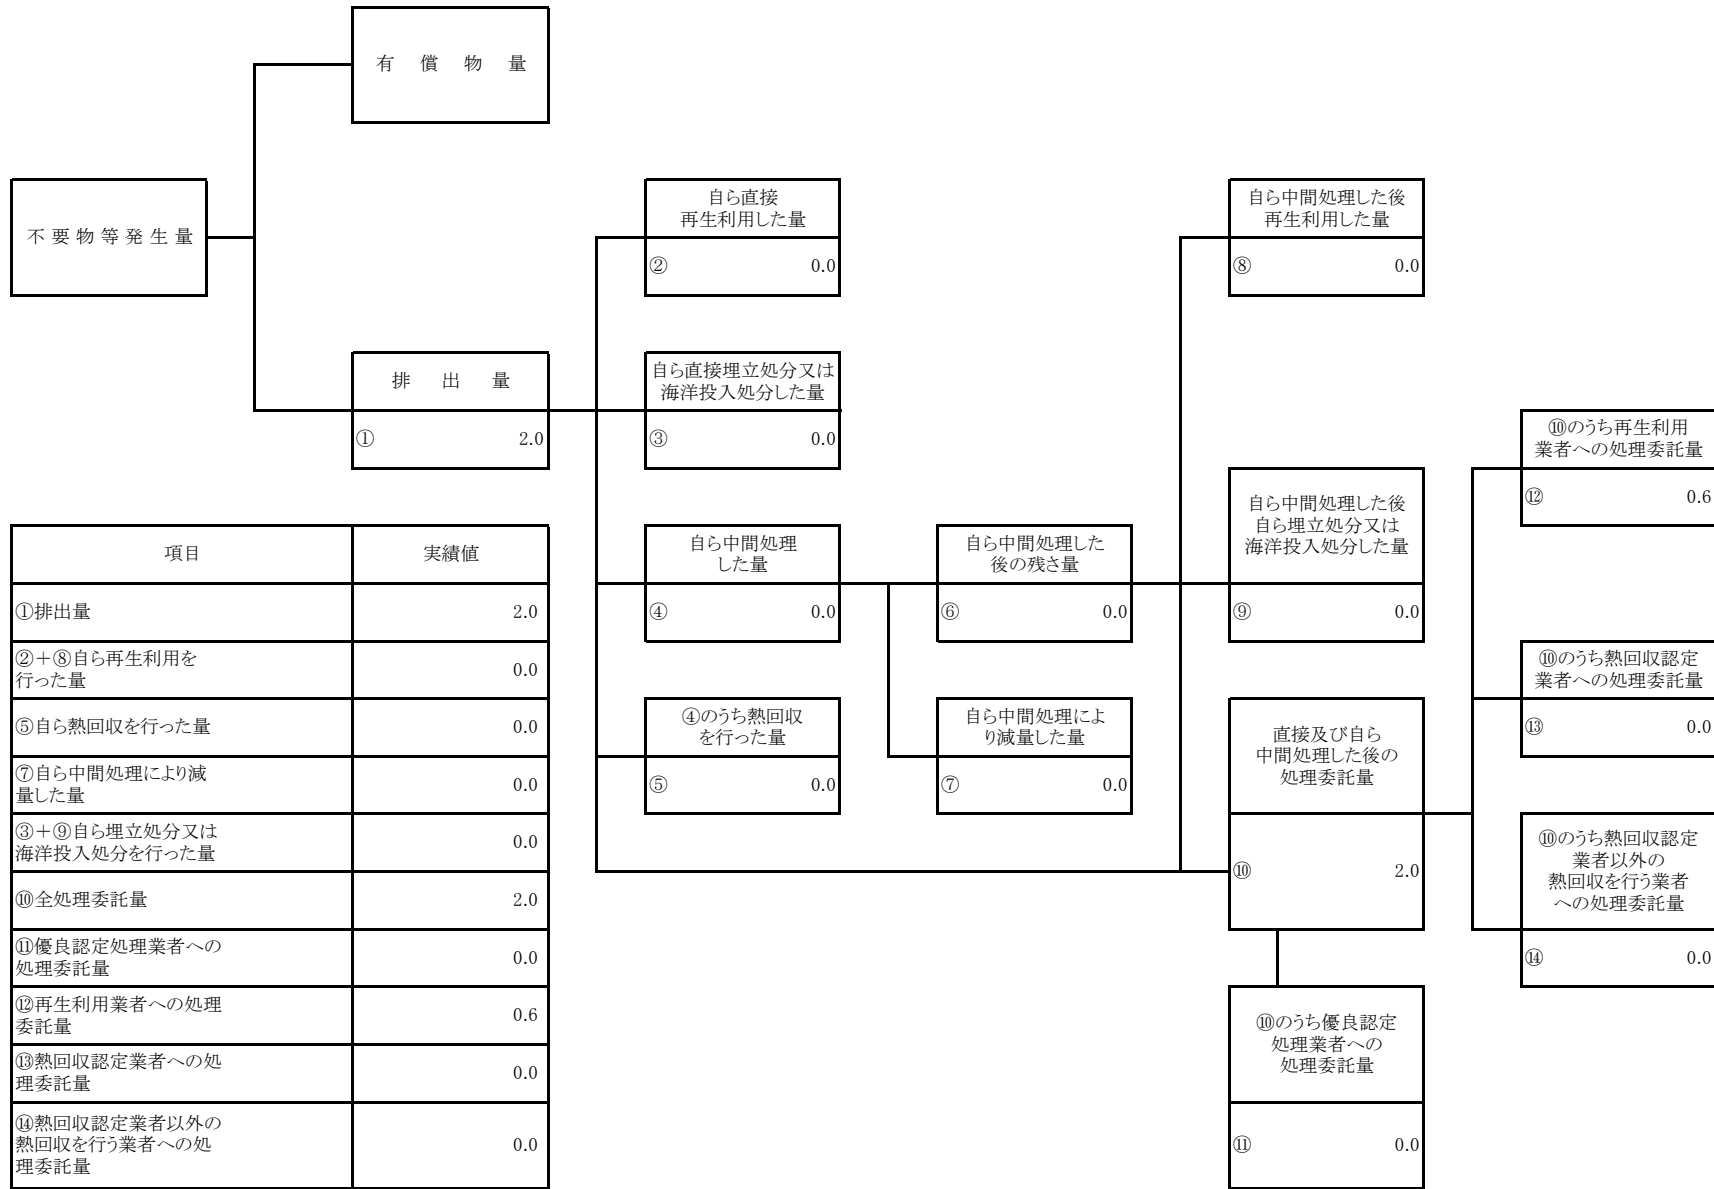 有 償 物 量
不 要 物 等 発 生 量
自ら直接
再生利用した量
② 0.0
自ら中間処理した後
再生利用した量
⑧ 0.0
排 出 量
① 2.0
自ら直接埋立処分又は
海洋投入処分した量
③ 0.0
⑩のうち再生利用
業者への処理委託量
⑫ 0.6
自ら中間処理
した量
④ 0.0
自ら中間処理した
後の残さ量
⑥ 0.0
自ら中間処理した後
自ら埋立処分又は
海洋投入処分した量
⑨ 0.0
⑩のうち熱回収認定
業者への処理委託量
⑬ 0.0
④のうち熱回収
を行った量
⑤ 0.0
自ら中間処理によ
り減量した量
⑦ 0.0
直接及び自ら
中間処理した後の
処理委託量
⑩ 2.0
⑩のうち熱回収認定
業者以外の
熱回収を行う業者
への処理委託量
⑭ 0.0
⑩のうち優良認定
処理業者への
処理委託量
⑪ 0.0
項目 実績値
①排出量 2.0
②＋⑧自ら再生利用を
行った量 0.0
⑤自ら熱回収を行った量 0.0
⑦自ら中間処理により減
量した量 0.0
③＋⑨自ら埋立処分又は
海洋投入処分を行った量 0.0
⑩全処理委託量 2.0
⑪優良認定処理業者への
処理委託量 0.0
⑫再生利用業者への処理
委託量 0.6
⑬熱回収認定業者への処
理委託量 0.0
⑭熱回収認定業者以外の
熱回収を行う業者への処
理委託量 0.0